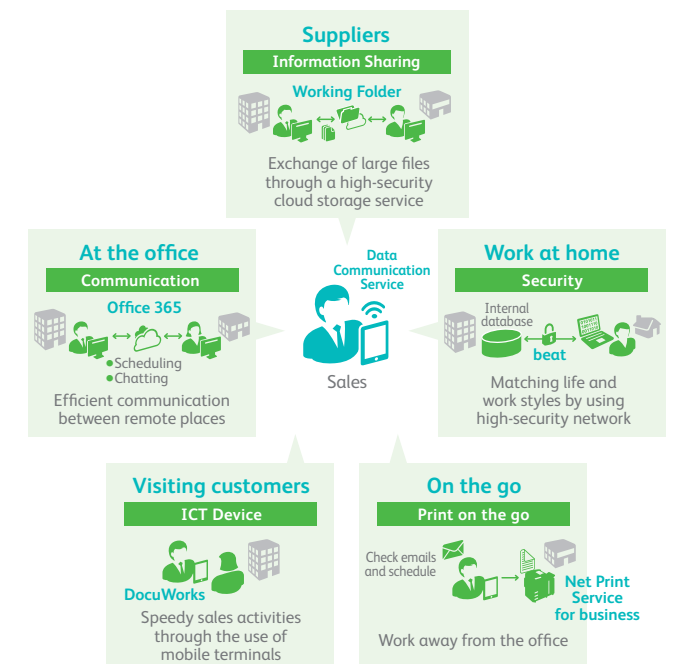 Suppliers
Information Sharing
Working Folder
Exchange of large files
through a high-security
cloud storage service
At the office
Communication
Office 365
●Scheduling
●Chatting
Efficient communication
between remote places
Data
Communication
Service
Sales
Work at home
Security
Internal
database
beat
Matching life and
work styles by using
high-security network
Visiting customers
ICT Device
DocuWorks
Speedy sales activities
through the use of
mobile terminals
On the go
Print on the go
Check emails
and schedule
Net Print
Service
for business
Work away from the office